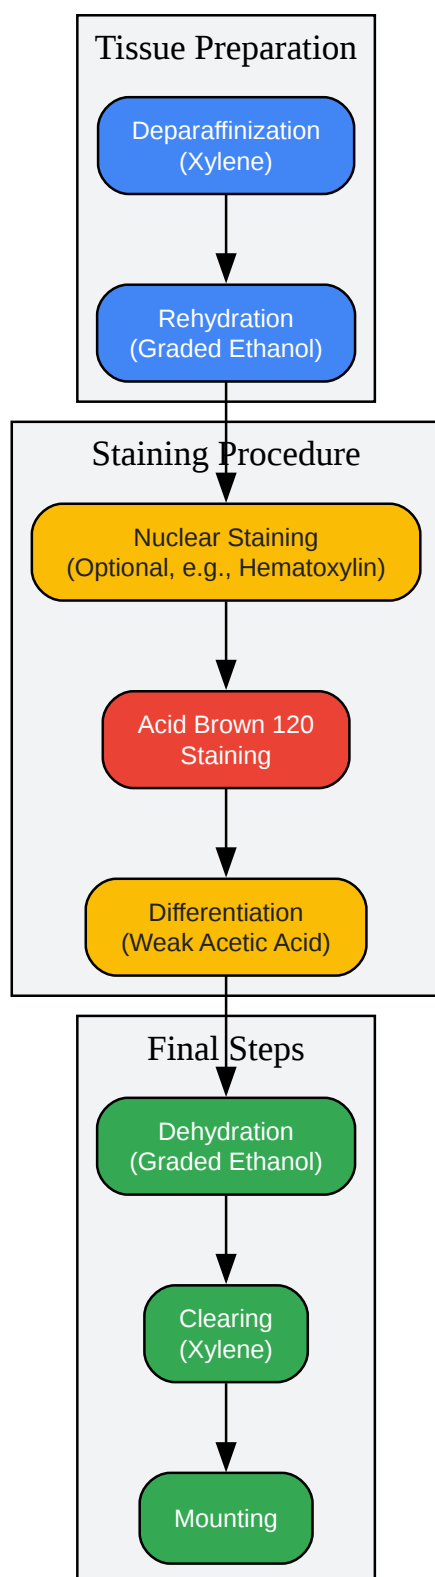 Tissue Preparation
Deparaffinization
(Xylene)
Rehydration
(Graded Ethanol)
Staining Procedure
Nuclear Staining
(Optional, e.g., Hematoxylin)
Acid Brown 120
Staining
Differentiation
(Weak Acetic Acid)
Final Steps
Dehydration
(Graded Ethanol)
Clearing
(Xylene)
Mounting